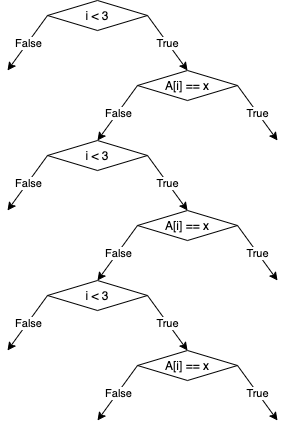 i < 3
False True
A[i] == x
False True
i < 3
False True
A[i] == x
False True
i < 3
False True
A[i] == x
False True